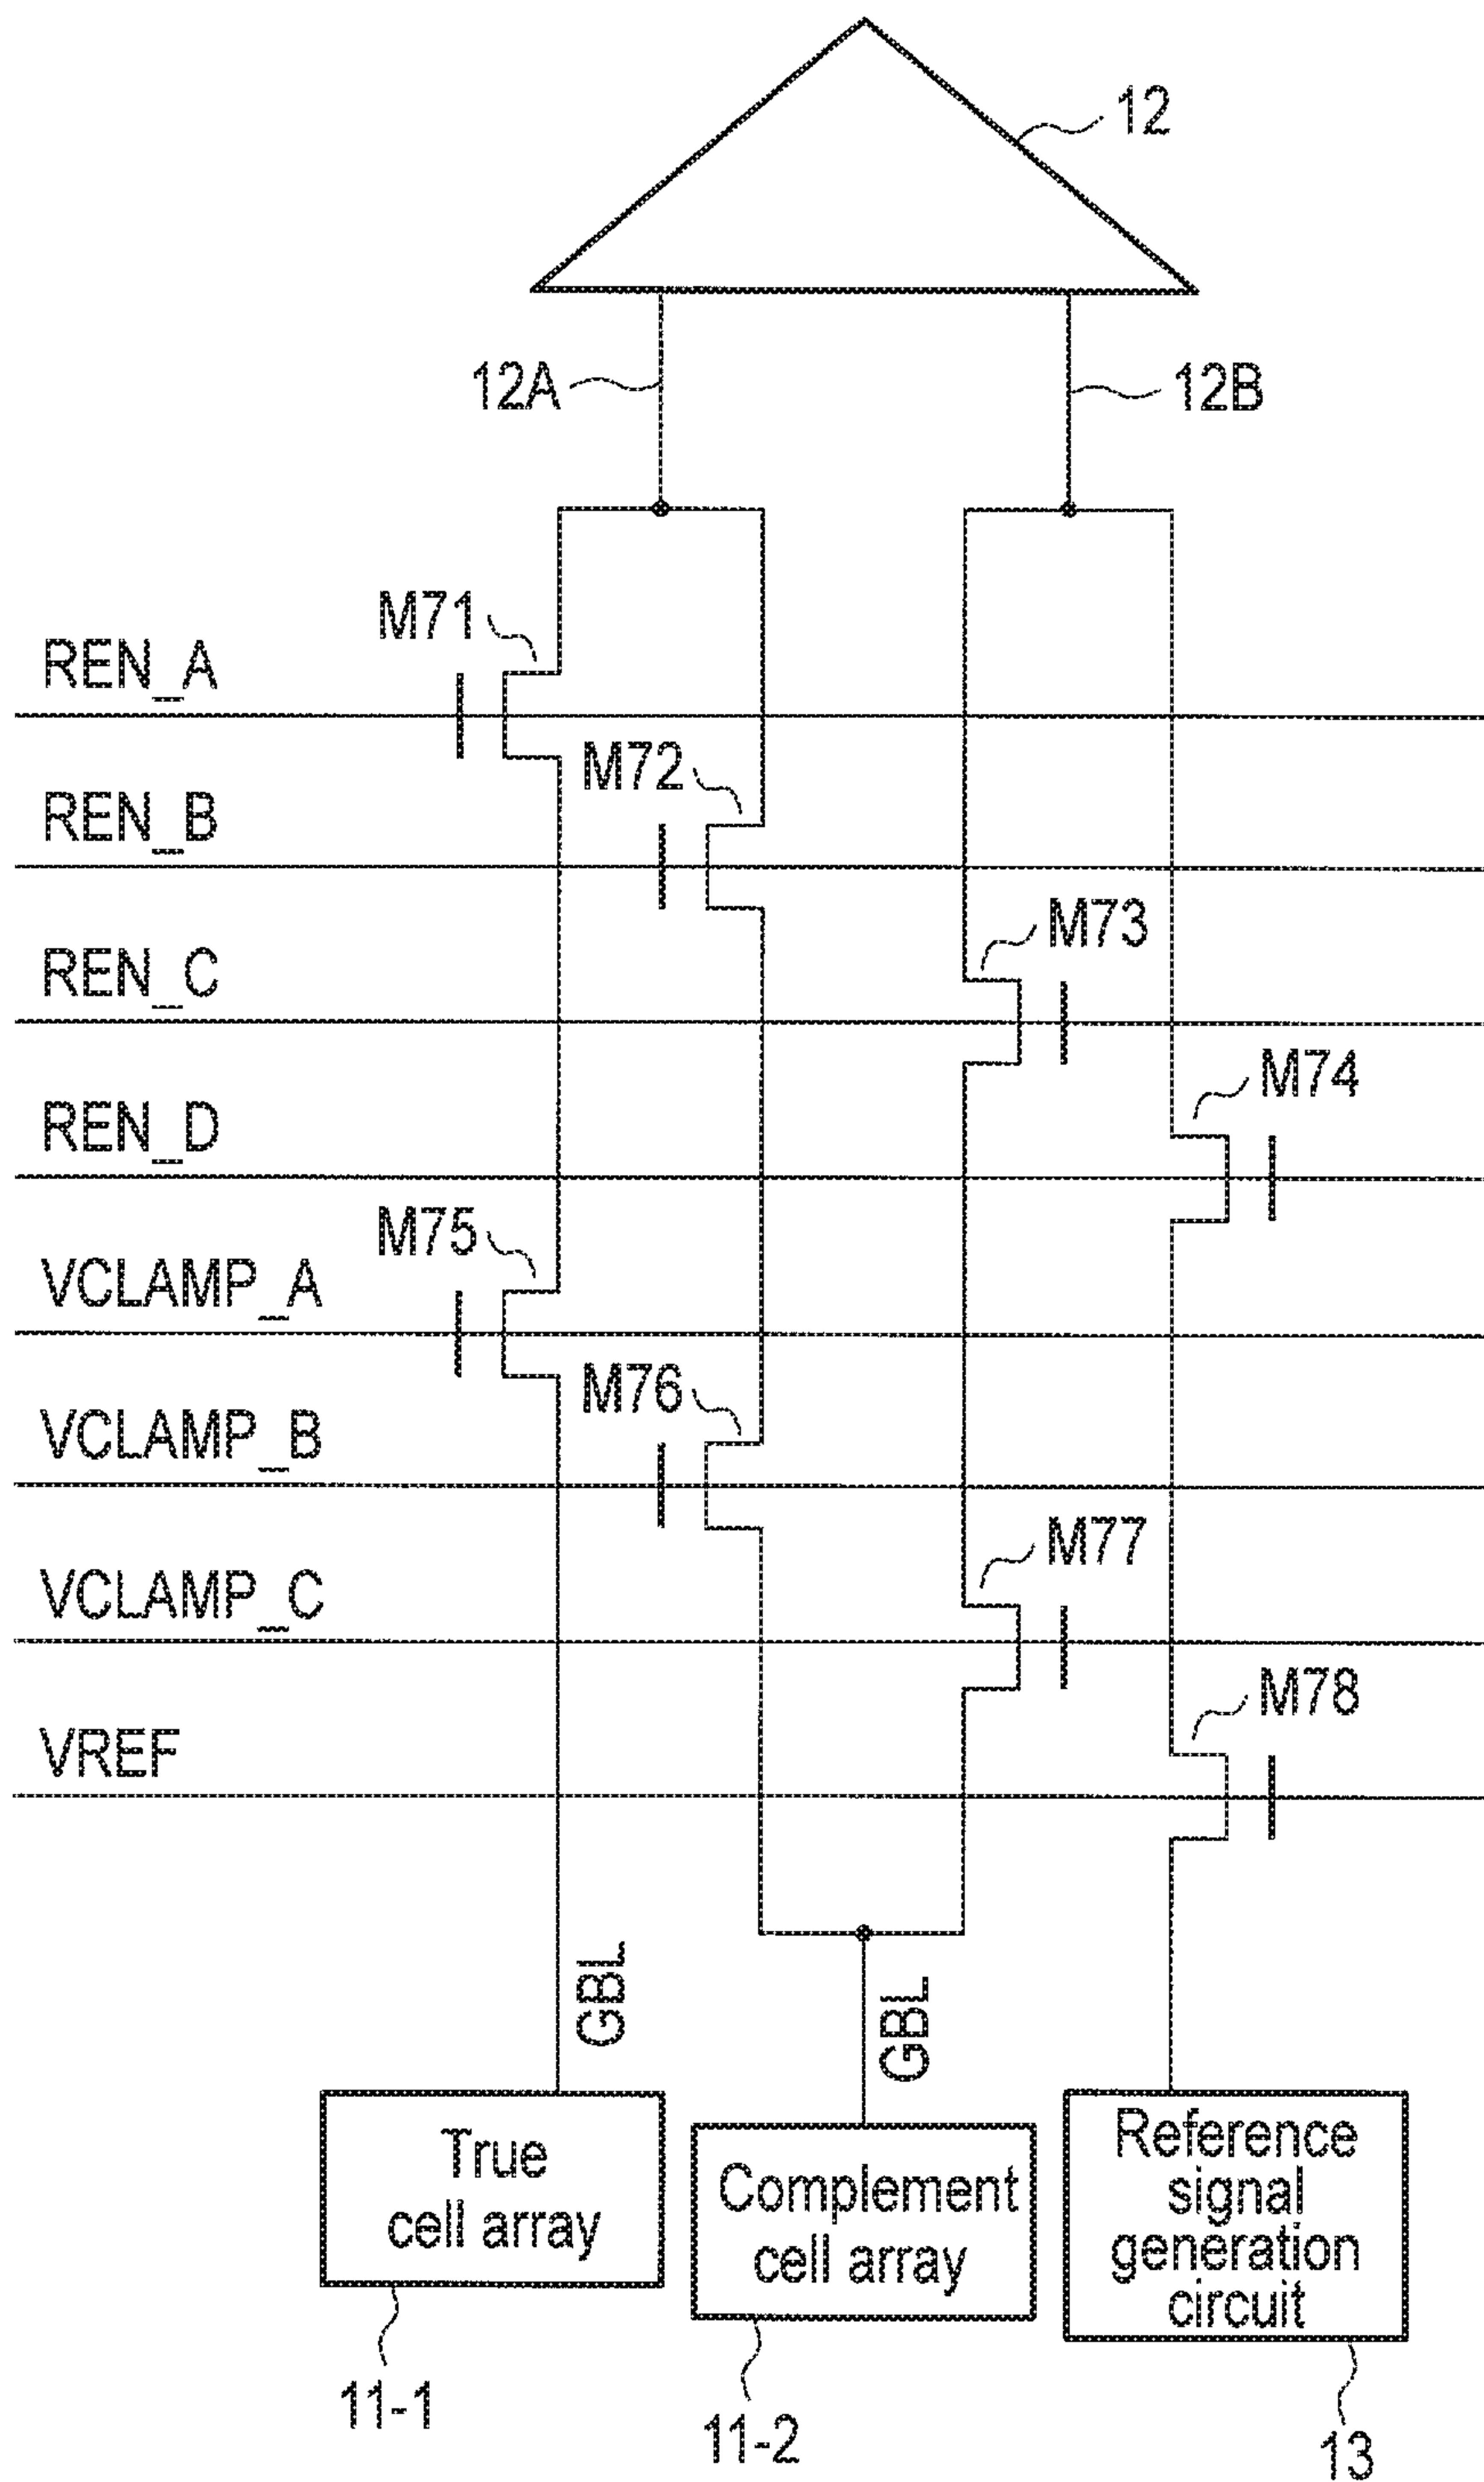 12
12A
12B
M71
REN_A
M72
REN_B
M73
REN_C
M74
REN_D
M75
VCLAMP_A
M76
VCLAMP_B
M77
VCLAMP_C
M78
VREF
GBL
GBL
True
cell array
Complement
cell array
Reference
signal
generation
circuit
11-1
11-2
13